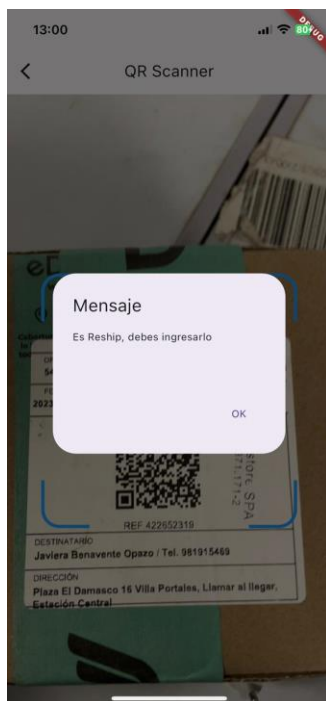 13:00
80
DEBUG
QR Scanner
Mensaje
Es Reship, debes ingresarlo
OK
REF 422652319
DESTINATARIO
Javiera Benavente Opazo / Tel. 981915469
DIRECCIÓN
Plaza El Damasco 16 Villa Portales, Llamar al llegar,
Estación Central